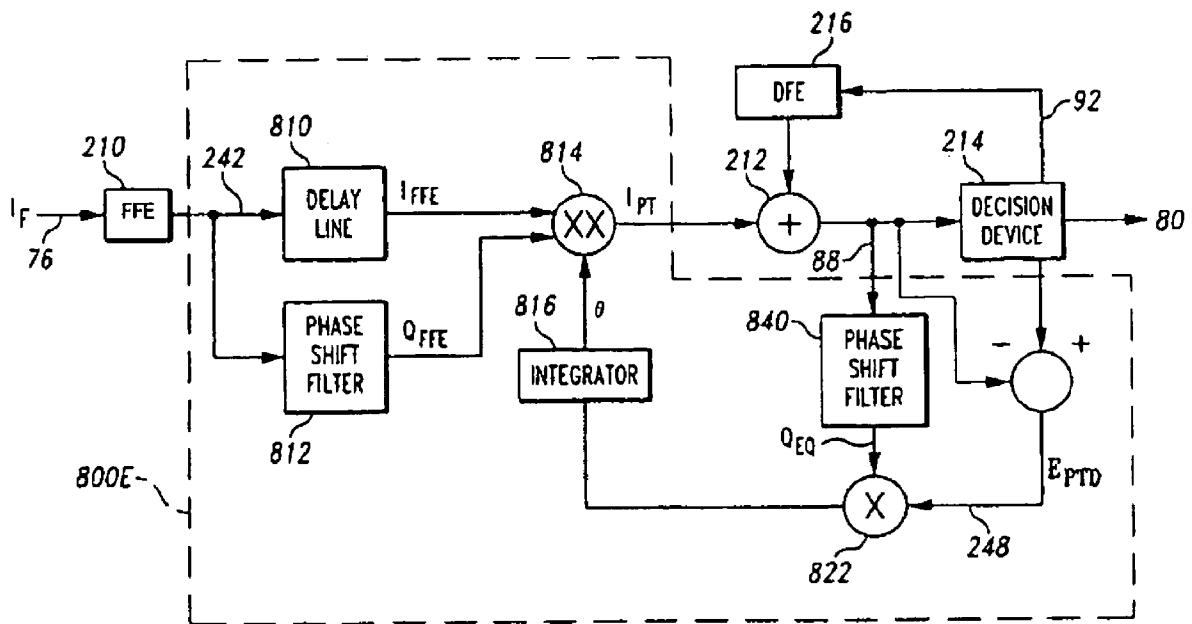 216
DFE
92
210
242
810
814
212
214
I_F
FFE
DELAY
LINE
I_FFE
XX
I_PT
+
DECISION
DEVICE
80
76
88
816
θ
840
812
PHASE
SHIFT
FILTER
Q_FFE
INTEGRATOR
PHASE
SHIFT
FILTER
− +
Q_EQ
E_PTD
800E
X
248
822